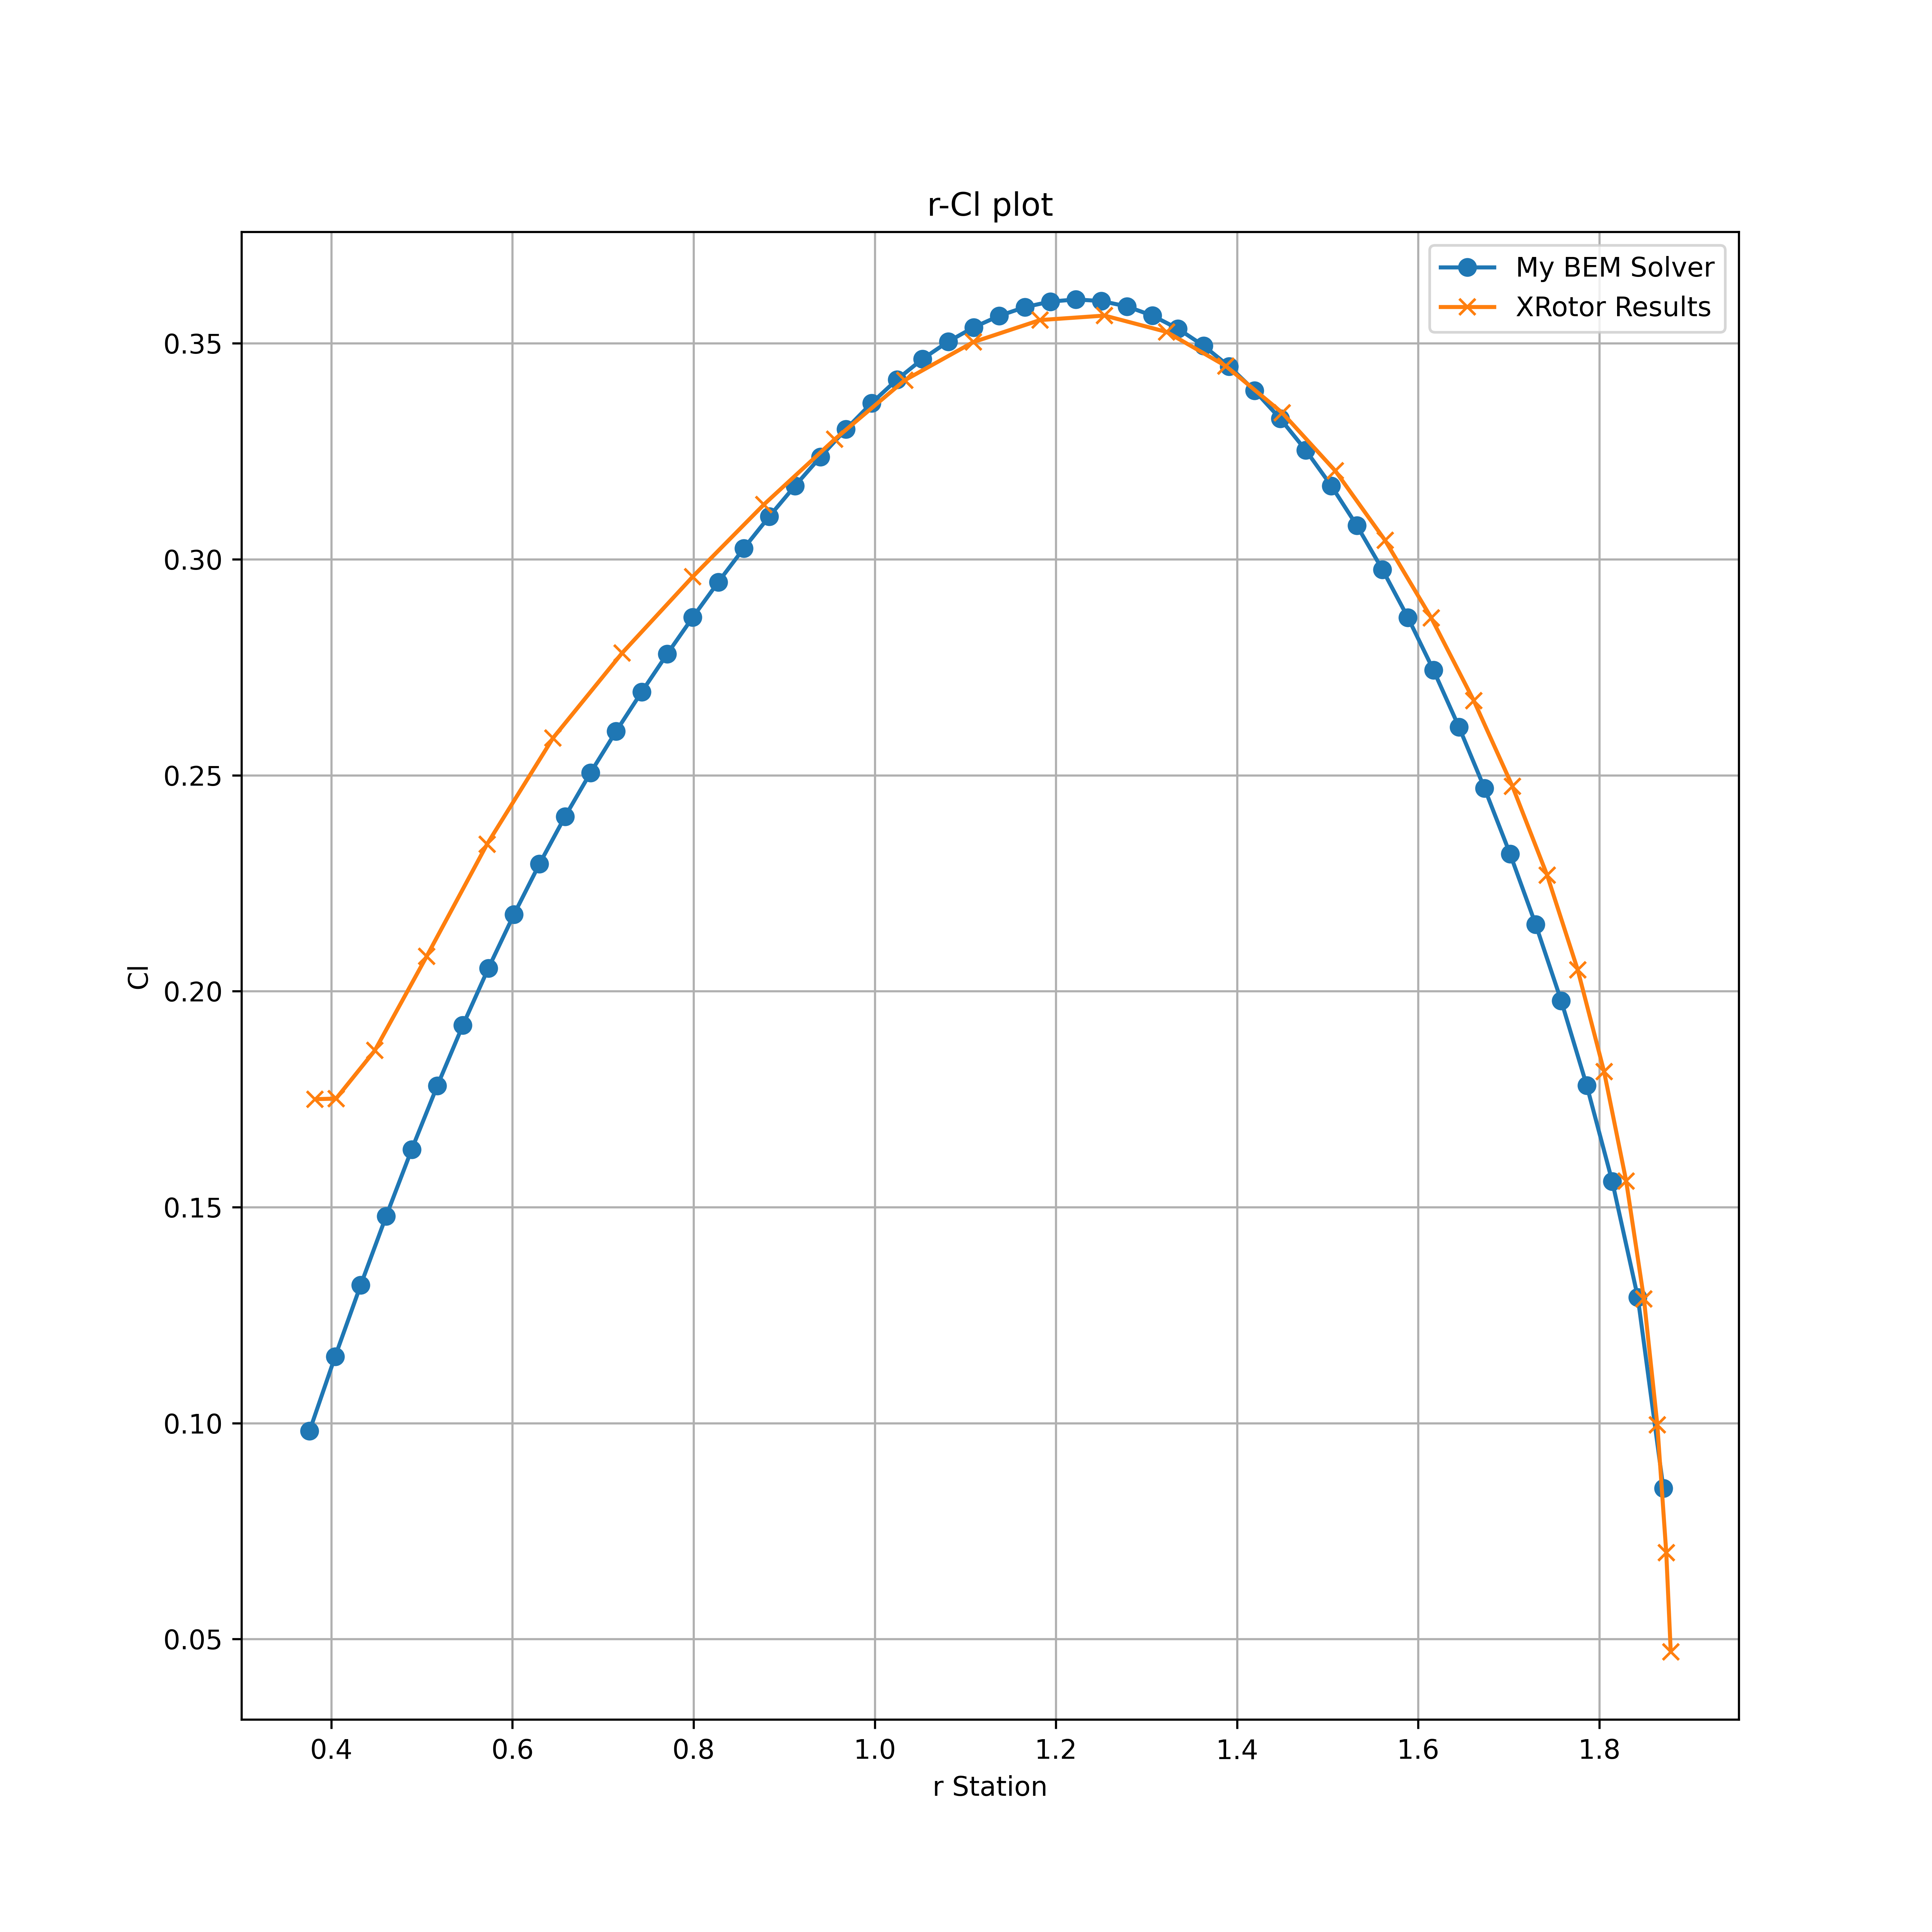 r-Cl plot
My BEM Solver
XRotor Results
0.35
0.30
0.25
0.20
0.15
0.10
0.05
Cl
0.4 0.6 0.8 1.0 1.2 1.4 1.6 1.8
r Station